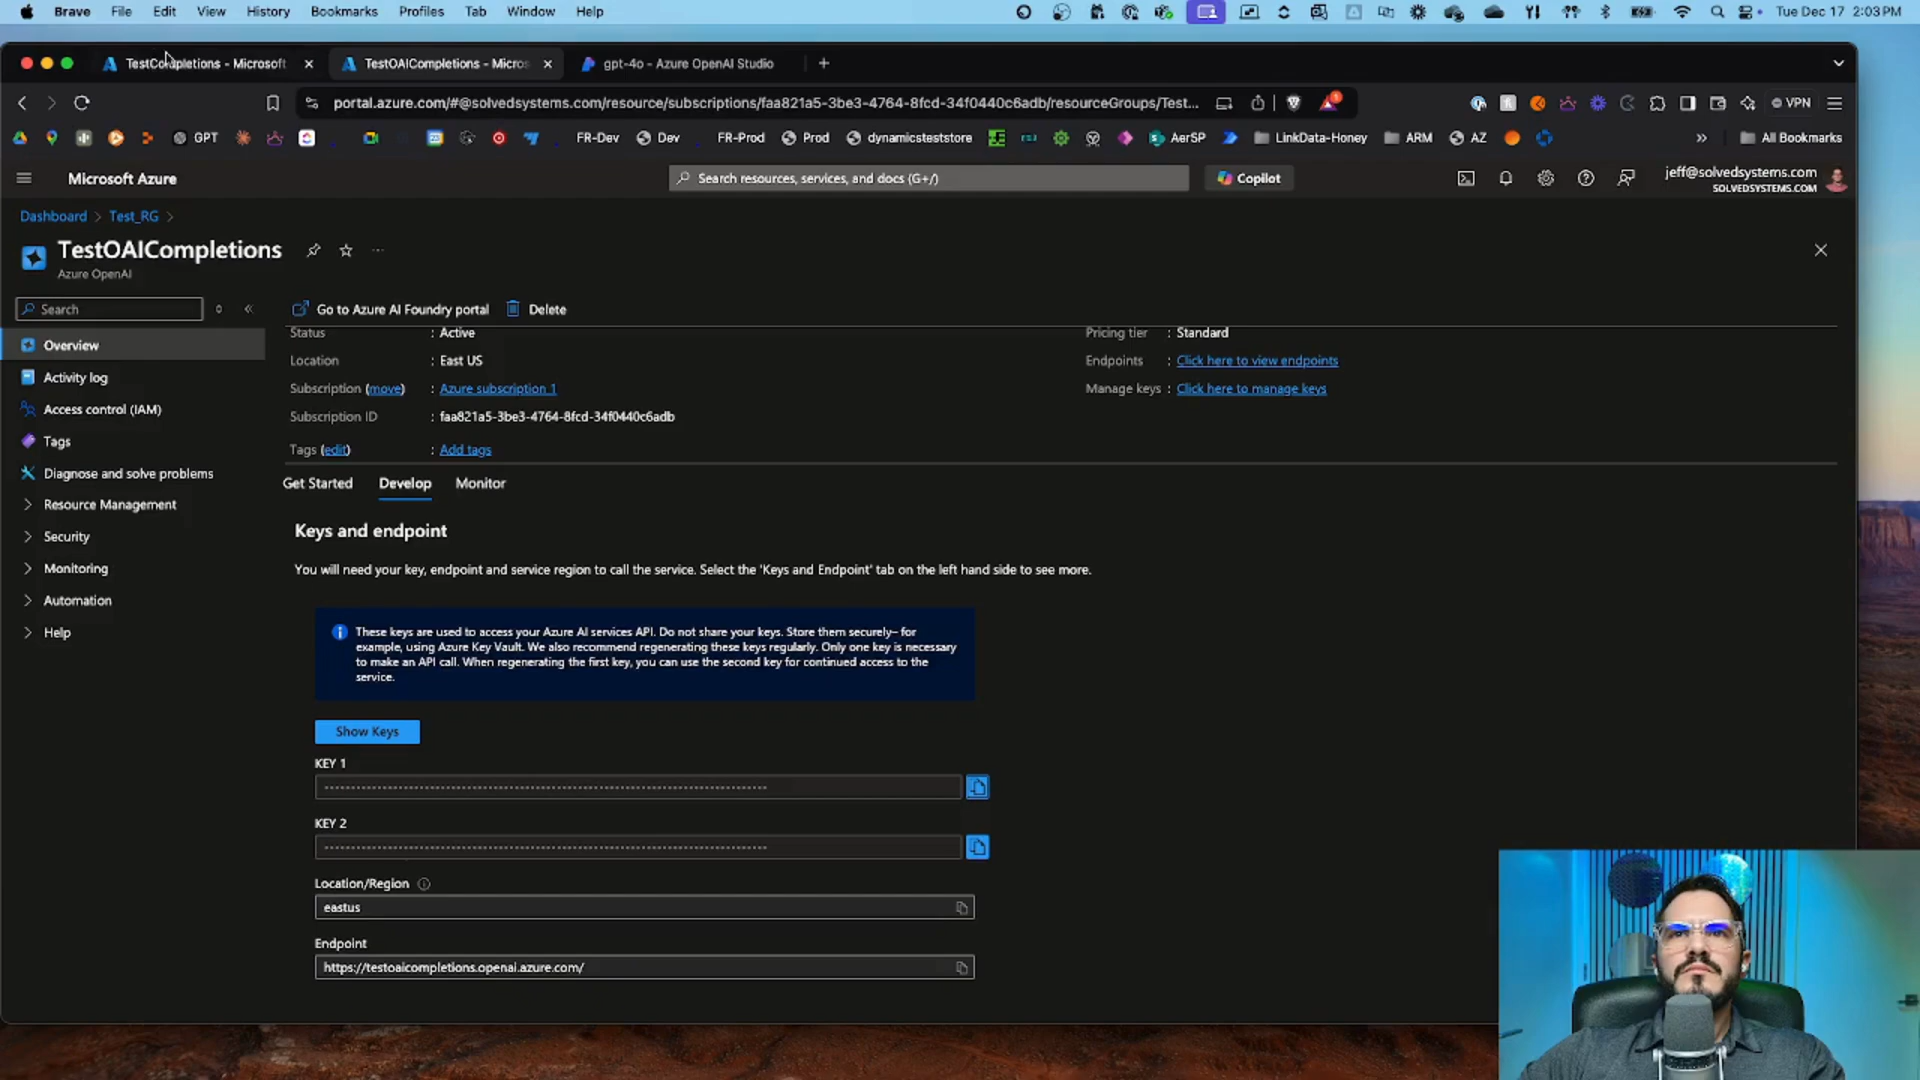 Brave File Edit View History Bookmarks Profiles Tab Window Help Tue Dec 17 2:03 PM
TestCompletions - Microsoft TestOAICompletions - Micros gpt-4o - Azure OpenAI Studio
portal.azure.com/#@solvedsystems.com/resource/subscriptions/faa821a5-3be3-4764-8fcd-34f0440c6adb/resourceGroups/Test... VPN
GPT FR-Dev Dev FR-Prod Prod dynamicsteststore AerSP LinkData-Honey ARM AZ » All Bookmarks
Microsoft Azure Search resources, services, and docs (G+/) Copilot jeff@solvedsystems.com
SOLVEDSYSTEMS.COM
Dashboard > Test_RG >
TestOAICompletions
Azure OpenAI
Search « Go to Azure AI Foundry portal Delete
Overview
Activity log
Access control (IAM)
Tags
Diagnose and solve problems
Resource Management
Security
Monitoring
Automation
Help
Status : Active
Location : East US
Subscription (move) : Azure subscription 1
Subscription ID : faa821a5-3be3-4764-8fcd-34f0440c6adb
Tags (edit) : Add tags
Pricing tier : Standard
Endpoints : Click here to view endpoints
Manage keys : Click here to manage keys
Get Started Develop Monitor
Keys and endpoint
You will need your key, endpoint and service region to call the service. Select the 'Keys and Endpoint' tab on the left hand side to see more.
These keys are used to access your Azure AI services API. Do not share your keys. Store them securely– for
example, using Azure Key Vault. We also recommend regenerating these keys regularly. Only one key is necessary
to make an API call. When regenerating the first key, you can use the second key for continued access to the
service.
Show Keys
KEY 1
KEY 2
Location/Region
eastus
Endpoint
https://testoaicompletions.openai.azure.com/